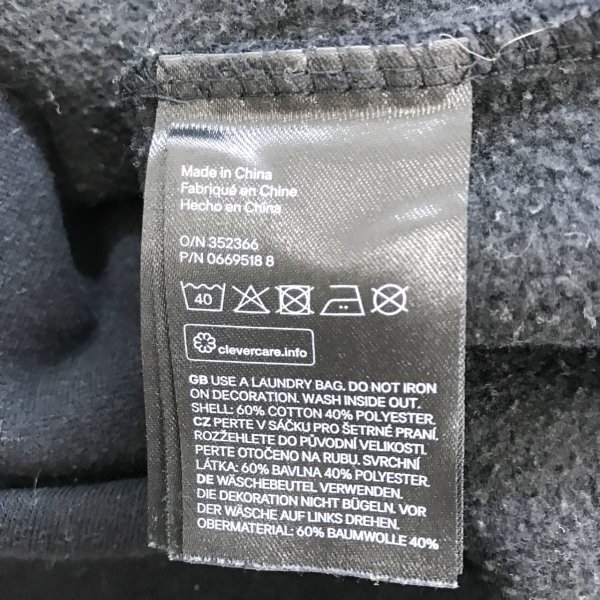 Made in China
Fabriqué en Chine
Hecho en China
O/N 352366
P/N 0669518 8
40
clevercare.info
GB USE A LAUNDRY BAG. DO NOT IRON
ON DECORATION. WASH INSIDE OUT.
SHELL: 60% COTTON 40% POLYESTER.
CZ PERTE V SÁČKU PRO ŠETRNÉ PRANÍ.
ROZŽEHLETE DO PŮVODNÍ VELIKOSTI.
PERTE OTOČENO NA RUBU. SVRCHNÍ
LÁTKA: 60% BAVLNA 40% POLYESTER.
DE WÄSCHEBEUTEL VERWENDEN.
DIE DEKORATION NICHT BÜGELN. VOR
DER WÄSCHE AUF LINKS DREHEN.
OBERMATERIAL: 60% BAUMWOLLE 40%